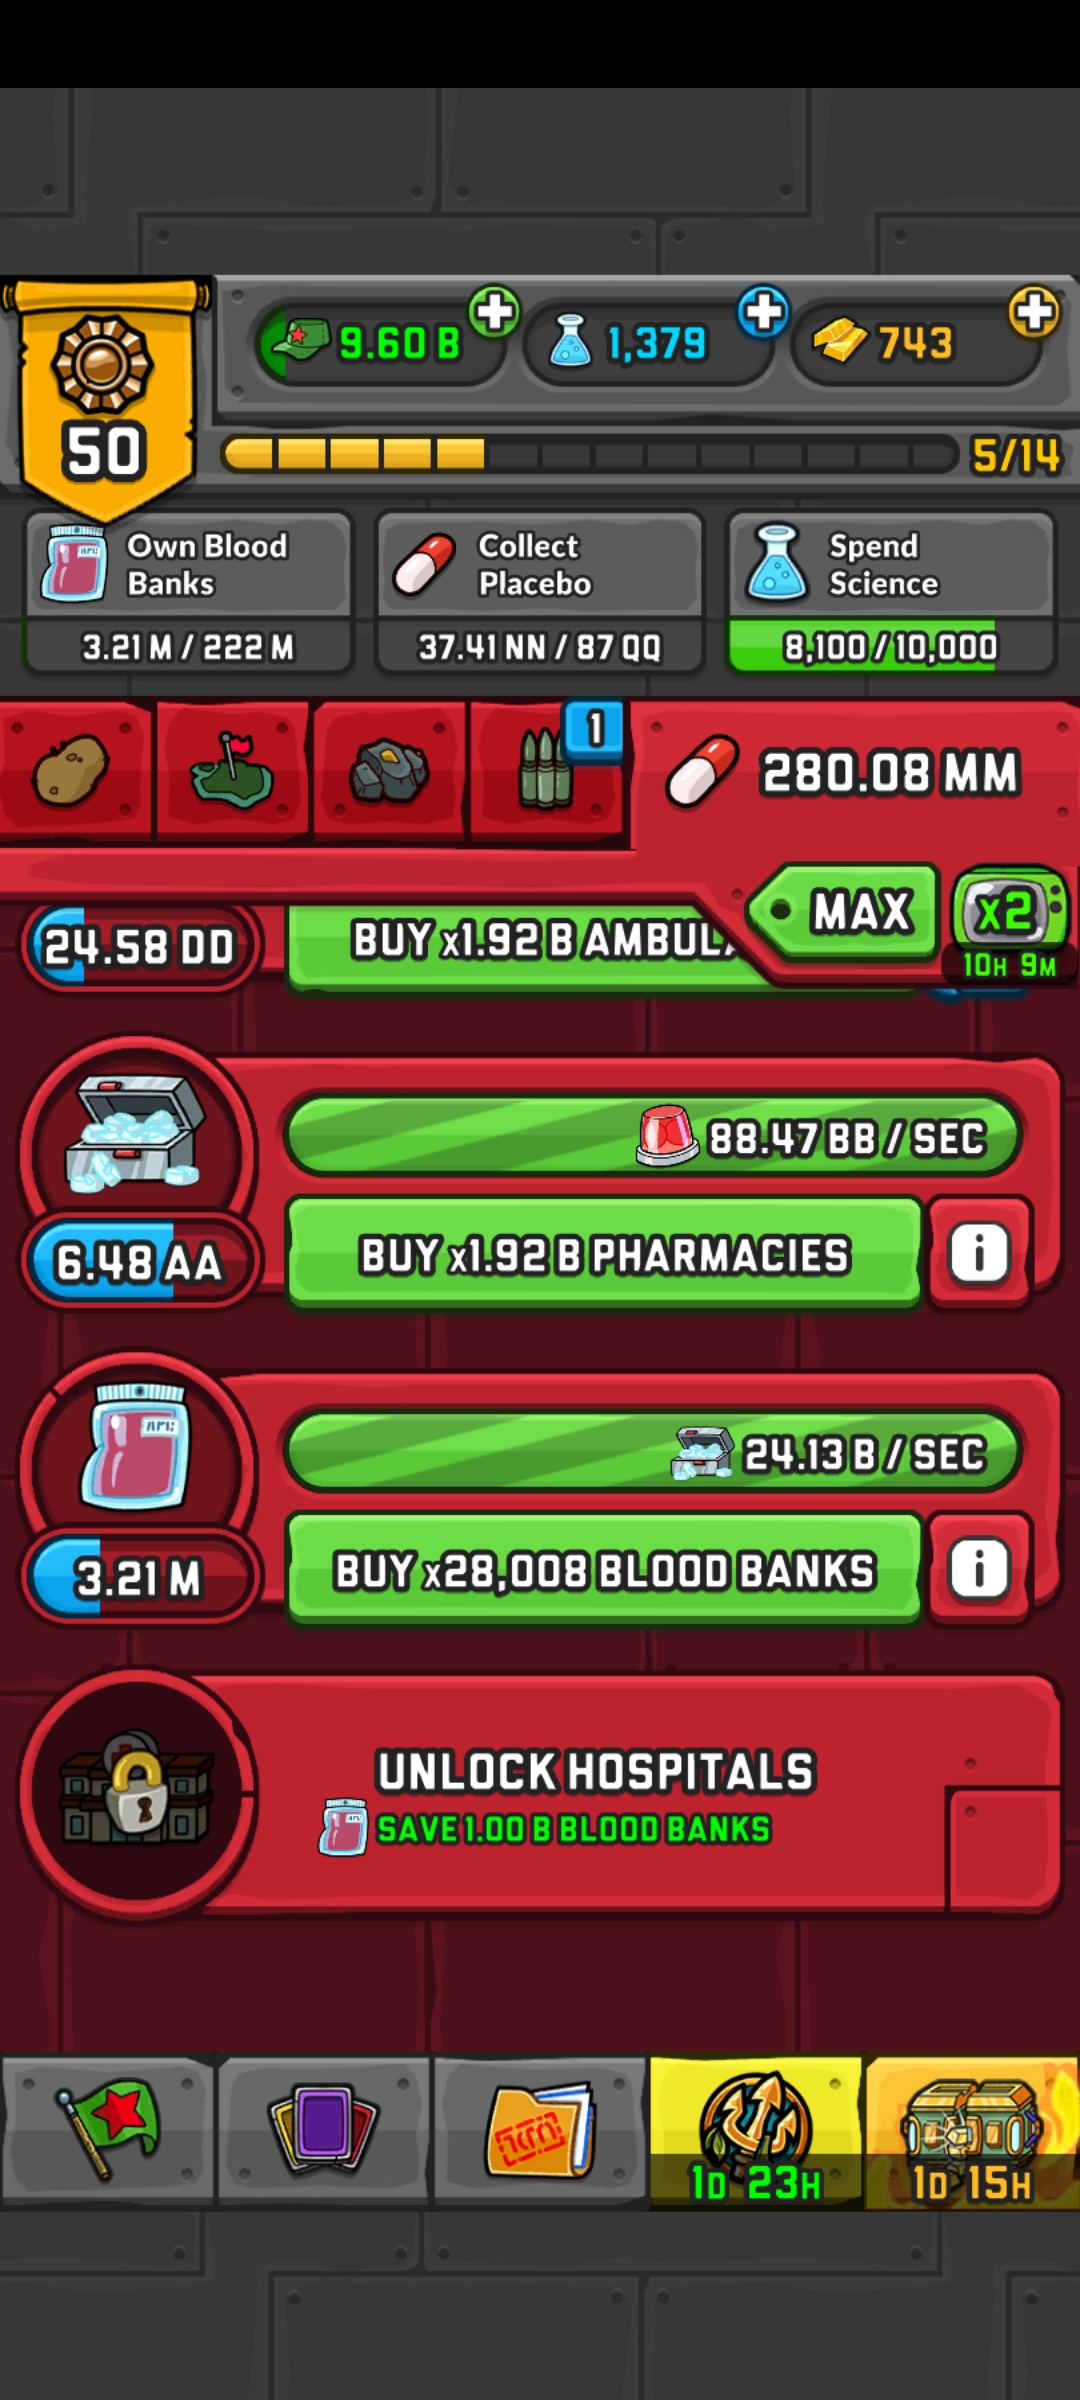 9.60 B
1,379
743
50
5/14
Own Blood
Banks
3.21 M / 222 M
Collect
Placebo
37.41 NN / 87 QQ
Spend
Science
8,100 / 10,000
1
280.08 MM
MAX
x2
10H 9M
24.58 DD
BUY x1.92 B AMBUL
88.47 BB / SEC
6.48 AA
BUY x1.92 B PHARMACIES
i
24.13 B / SEC
3.21 M
BUY x28,008 BLOOD BANKS
i
UNLOCK HOSPITALS
SAVE 1.00 B BLOOD BANKS
1D 23H
1D 15H